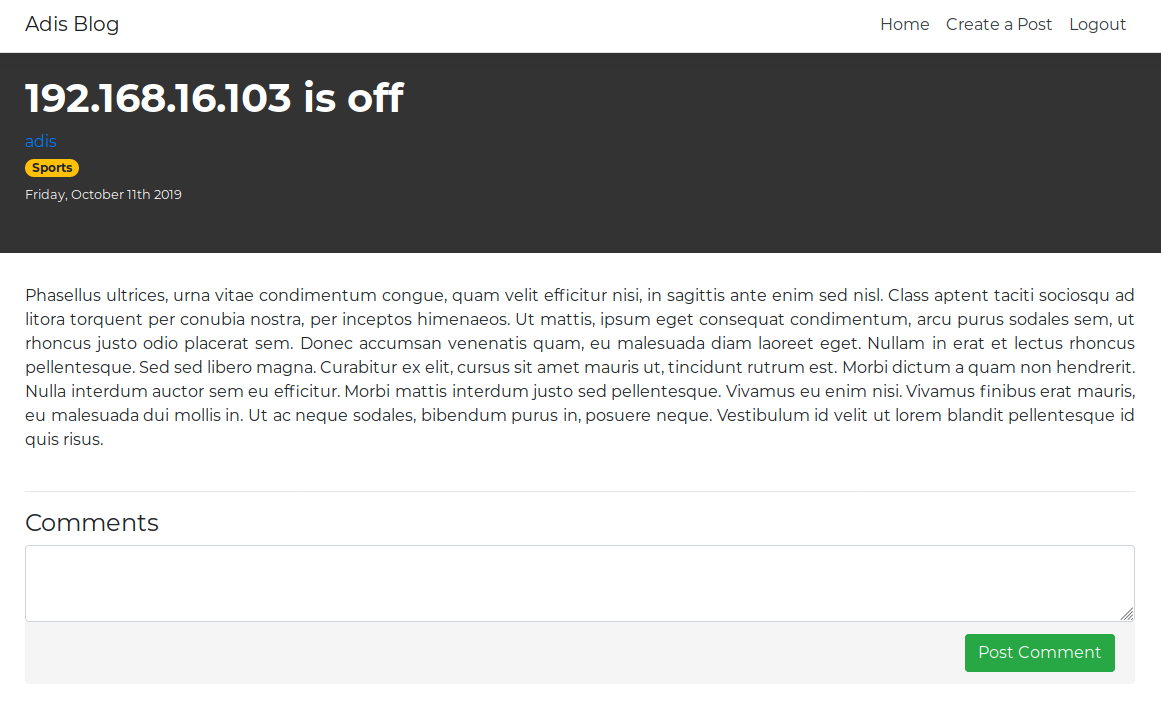 Adis Blog
Home Create a Post Logout
192.168.16.103 is off
adis
Sports
Friday, October 11th 2019
Phasellus ultrices, urna vitae condimentum congue, quam velit efficitur nisi, in sagittis ante enim sed nisl. Class aptent taciti sociosqu ad
litora torquent per conubia nostra, per inceptos himenaeos. Ut mattis, ipsum eget consequat condimentum, arcu purus sodales sem, ut
rhoncus justo odio placerat sem. Donec accumsan venenatis quam, eu malesuada diam laoreet eget. Nullam in erat et lectus rhoncus
pellentesque. Sed sed libero magna. Curabitur ex elit, cursus sit amet mauris ut, tincidunt rutrum est. Morbi dictum a quam non hendrerit.
Nulla interdum auctor sem eu efficitur. Morbi mattis interdum justo sed pellentesque. Vivamus eu enim nisi. Vivamus finibus erat mauris,
eu malesuada dui mollis in. Ut ac neque sodales, bibendum purus in, posuere neque. Vestibulum id velit ut lorem blandit pellentesque id
quis risus.
Comments
Post Comment